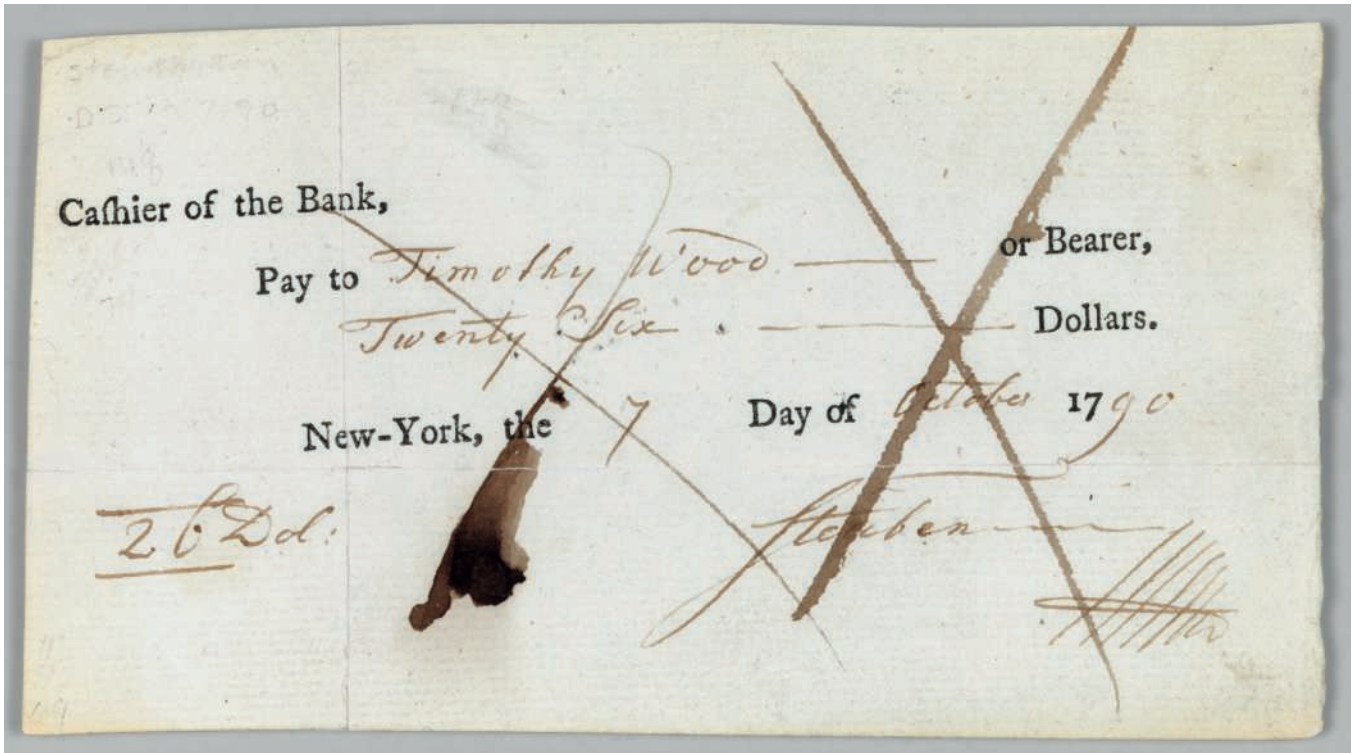 Caſhier of the Bank,
Pay to Timothy Wood or Bearer,
Twenty Six Dollars.
New-York, the 7 Day of October 1790
26 Dol:
Steuben